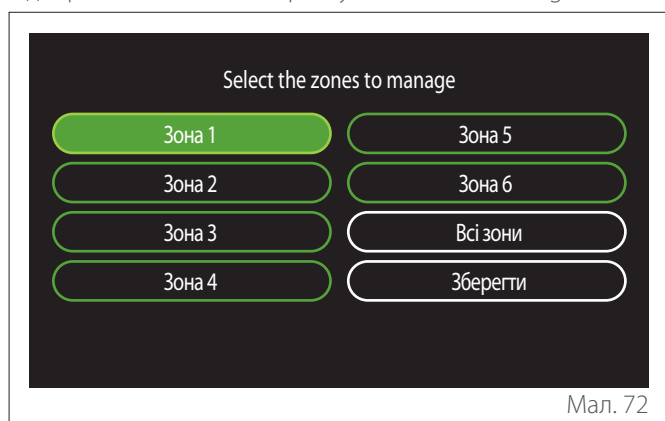 Select the zones to manage
Зона 1
Зона 2
Зона 3
Зона 4
Зона 5
Зона 6
Всі зони
Зберегти
Мал. 72